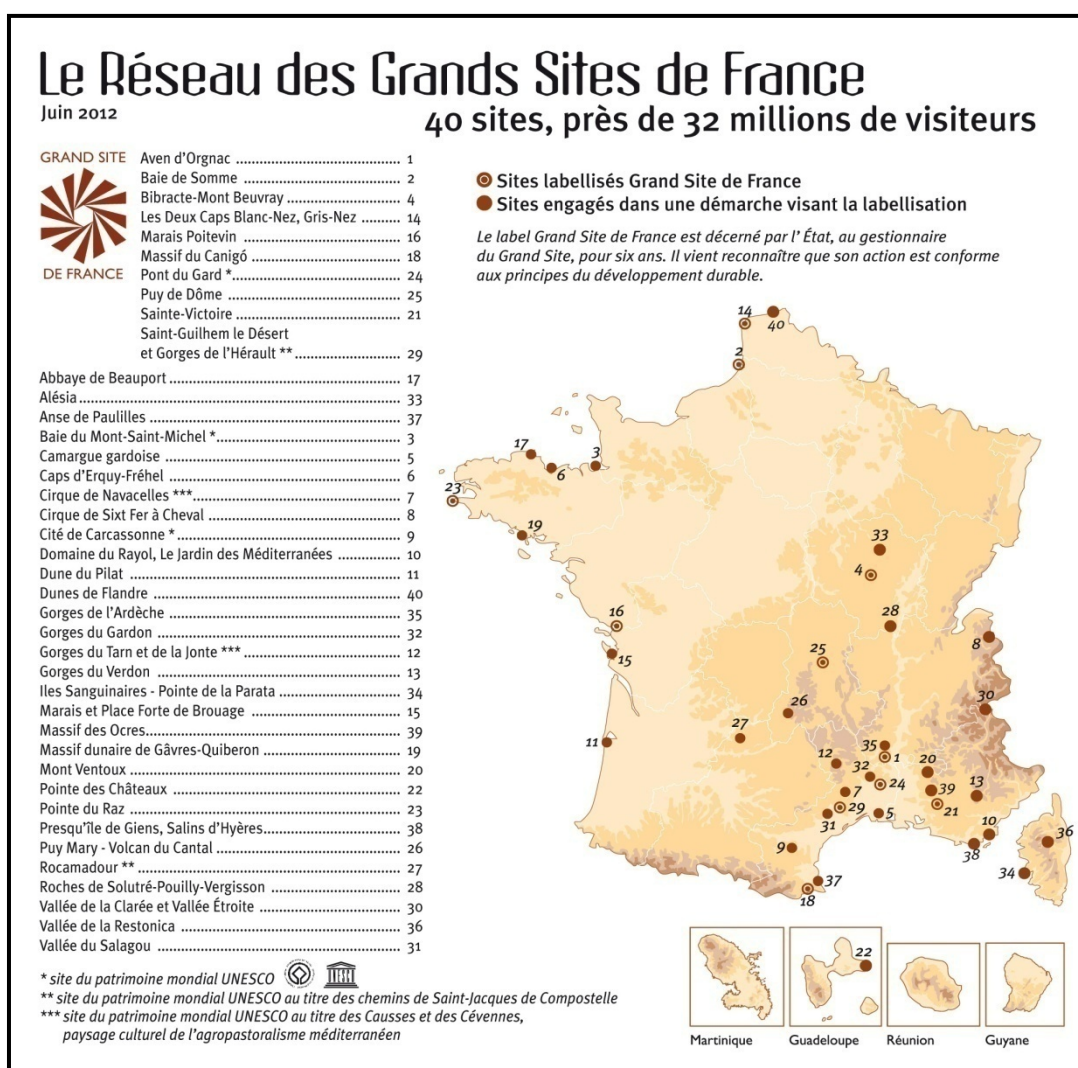 Le Réseau des Grands Sites de France
Juin 2012
40 sites, près de 32 millions de visiteurs
GRAND SITE
DE FRANCE
Aven d'Orgnac ........................................ 1
Baie de Somme ...................................... 2
Bibracte-Mont Beuvray ........................... 4
Les Deux Caps Blanc-Nez, Gris-Nez ......... 14
Marais Poitevin ...................................... 16
Massif du Canigó ................................... 18
Pont du Gard * ........................................ 24
Puy de Dôme ......................................... 25
Sainte-Victoire ........................................ 21
Saint-Guilhem le Désert
et Gorges de l'Hérault ** ......................... 29
Abbaye de Beauport ........................................ 17
Alésia ........................................ 33
Anse de Paulilles ........................................ 37
Baie du Mont-Saint-Michel * ........................................ 3
Camargue gardoise ........................................ 5
Caps d'Erquy-Fréhel ........................................ 6
Cirque de Navacelles *** ........................................ 7
Cirque de Sixt Fer à Cheval ........................................ 8
Cité de Carcassonne * ........................................ 9
Domaine du Rayol, Le Jardin des Méditerranées ............... 10
Dune du Pilat ........................................ 11
Dunes de Flandre ........................................ 40
Gorges de l'Ardèche ........................................ 35
Gorges du Gardon ........................................ 32
Gorges du Tarn et de la Jonte *** ........................................ 12
Gorges du Verdon ........................................ 13
Iles Sanguinaires - Pointe de la Parata ........................................ 34
Marais et Place Forte de Brouage ........................................ 15
Massif des Ocres ........................................ 39
Massif dunaire de Gâvres-Quiberon ........................................ 19
Mont Ventoux ........................................ 20
Pointe des Châteaux ........................................ 22
Pointe du Raz ........................................ 23
Presqu'île de Giens, Salins d'Hyères ........................................ 38
Puy Mary - Volcan du Cantal ........................................ 26
Rocamadour ** ........................................ 27
Roches de Solutré-Pouilly-Vergisson ........................................ 28
Vallée de la Clarée et Vallée Étroite ........................................ 30
Vallée de la Restonica ........................................ 36
Vallée du Salagou ........................................ 31
* site du patrimoine mondial UNESCO
** site du patrimoine mondial UNESCO au titre des chemins de Saint-Jacques de Compostelle
*** site du patrimoine mondial UNESCO au titre des Causses et des Cévennes,
paysage culturel de l'agropastoralisme méditerranéen
Sites labellisés Grand Site de France
Sites engagés dans une démarche visant la labellisation
Le label Grand Site de France est décerné par l' État, au gestionnaire
du Grand Site, pour six ans. Il vient reconnaître que son action est conforme
aux principes du développement durable.
14
40
2
17
6
3
23
19
33
4
16
28
15
25
8
26
30
27
11
35
12
1
32
20
24
39
13
7
29
21
31
5
10
36
9
38
34
37
18
22
Martinique
Guadeloupe
Réunion
Guyane